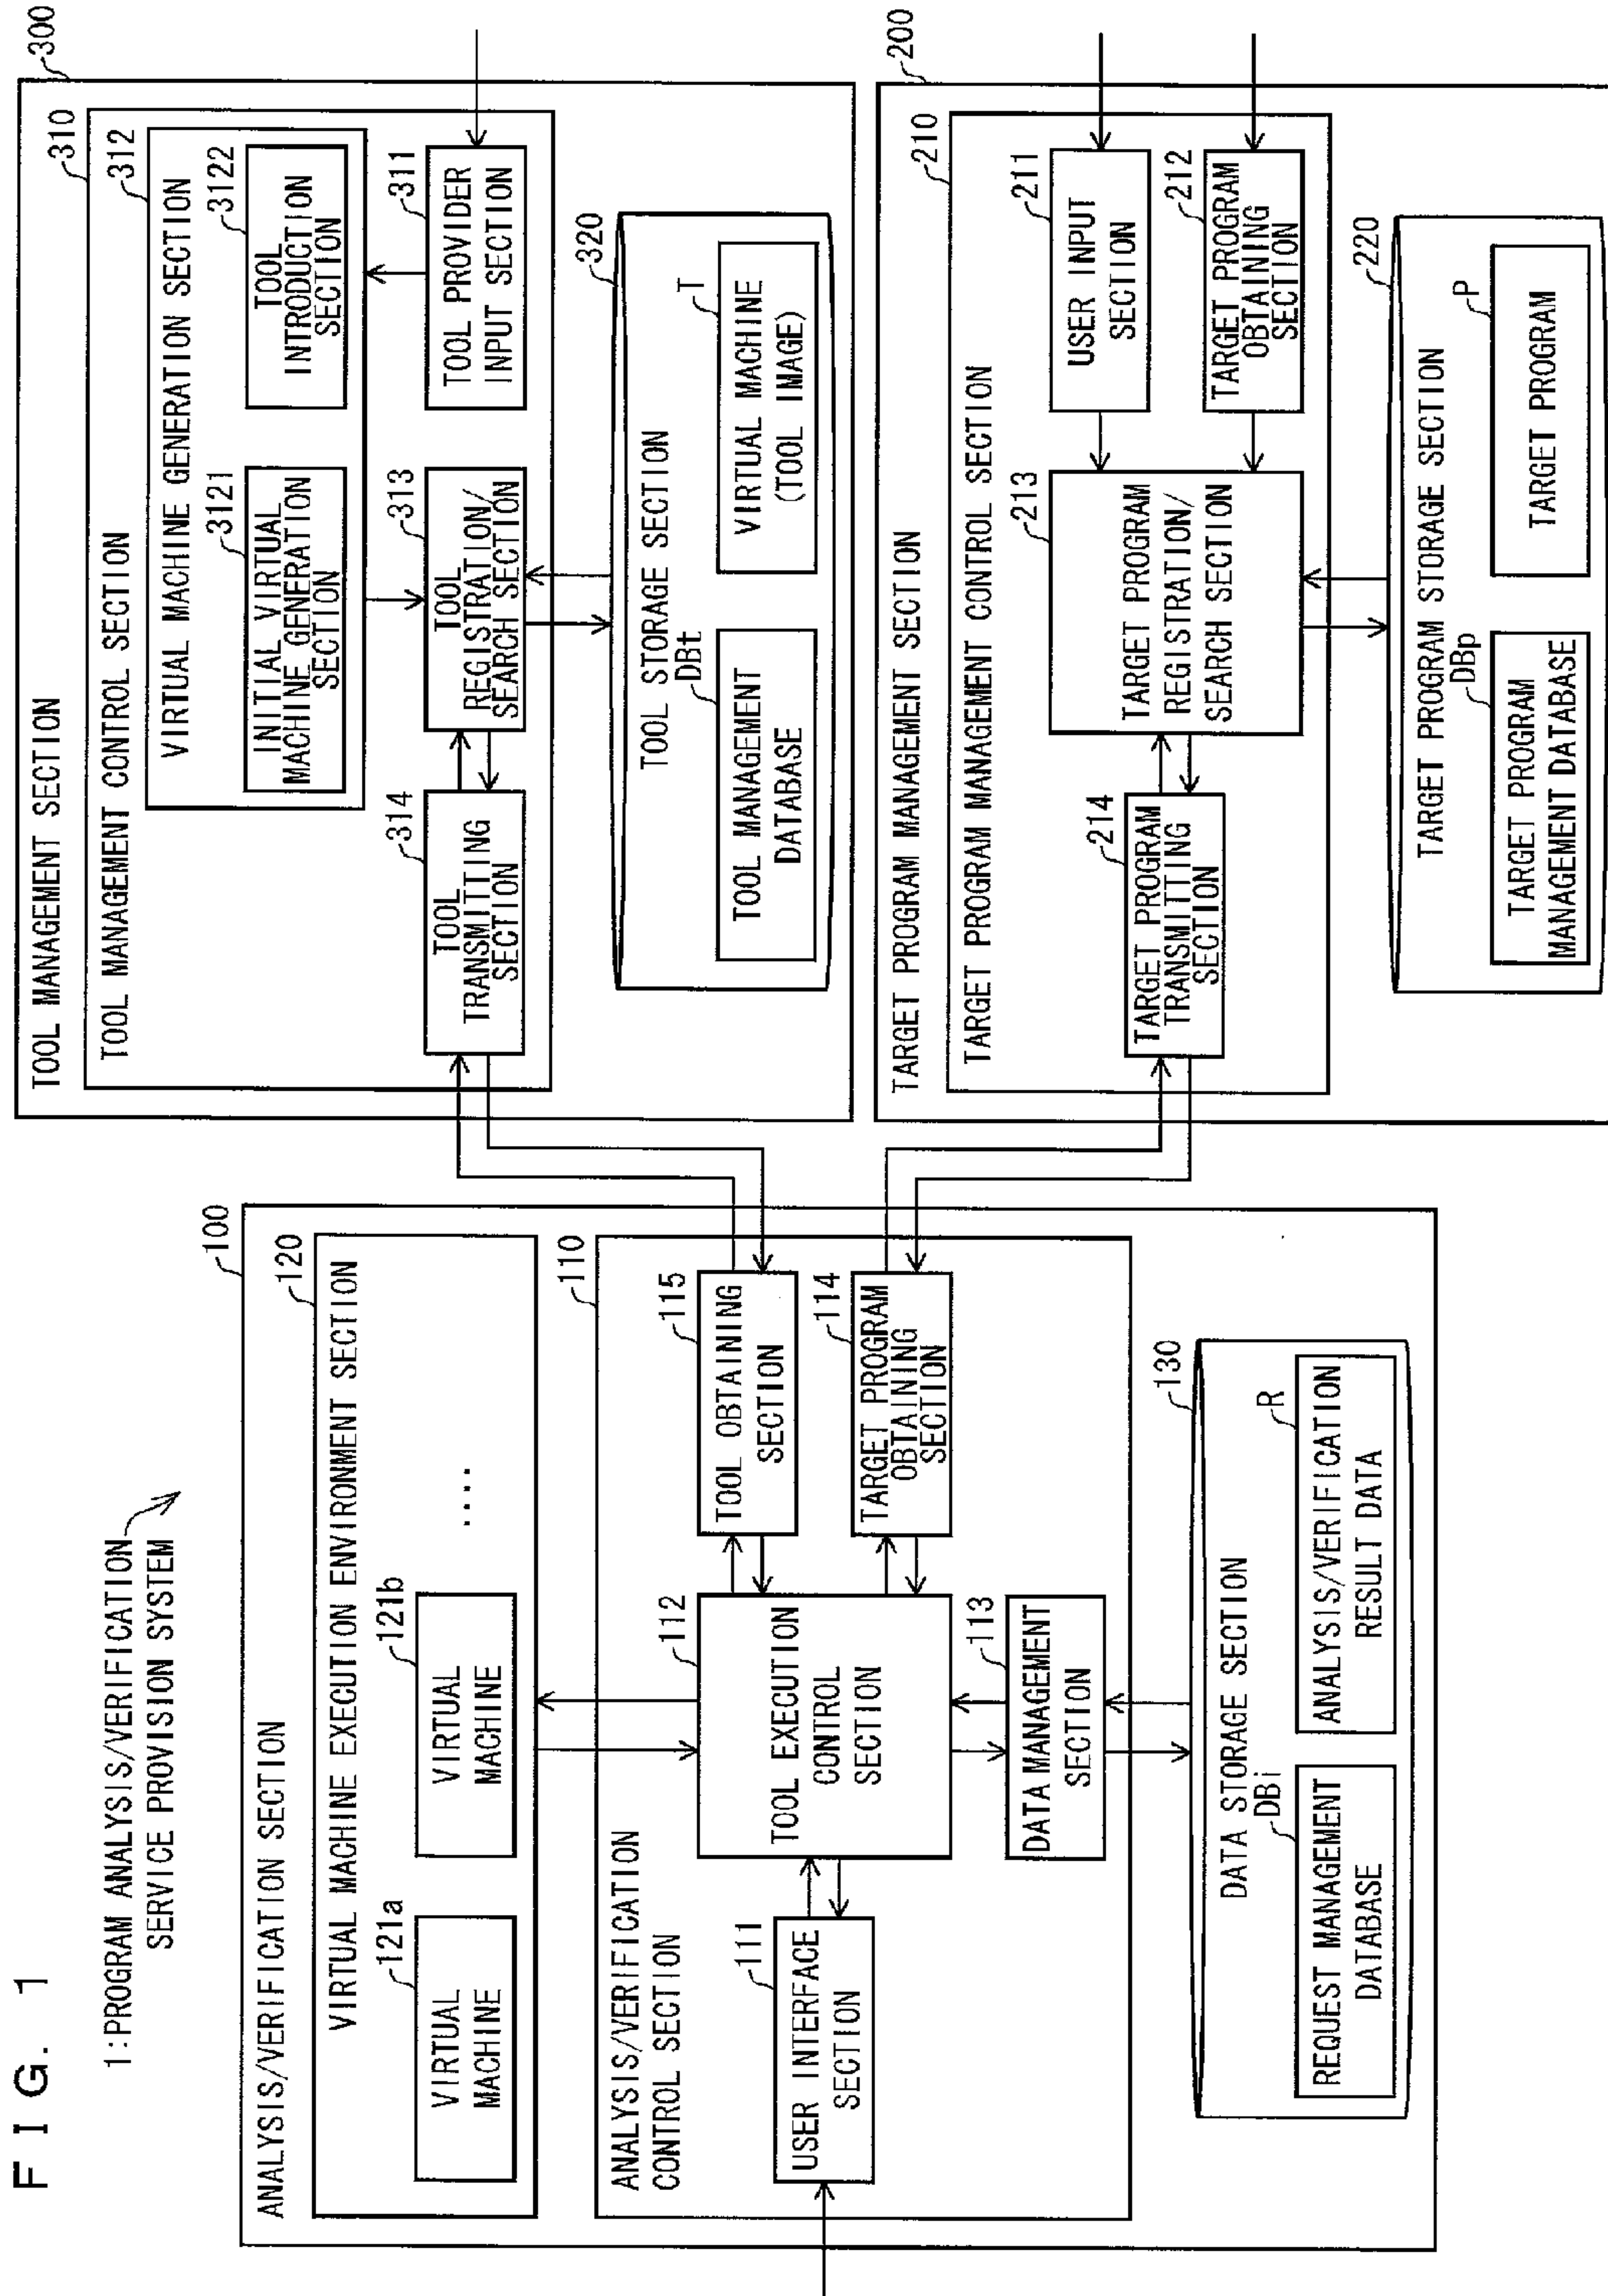 FIG. 1
1:PROGRAM ANALYSIS/VERIFICATION
SERVICE PROVISION SYSTEM
100
ANALYSIS/VERIFICATION SECTION
120
VIRTUAL MACHINE EXECUTION ENVIRONMENT SECTION
121a
VIRTUAL
MACHINE
121b
VIRTUAL
MACHINE
....
110
ANALYSIS/VERIFICATION
CONTROL SECTION
111
USER INTERFACE
SECTION
112
TOOL EXECUTION
CONTROL
SECTION
115
TOOL OBTAINING
SECTION
114
TARGET PROGRAM
OBTAINING
SECTION
113
DATA MANAGEMENT
SECTION
130
DATA STORAGE SECTION
DBi
REQUEST MANAGEMENT
DATABASE
R
ANALYSIS/VERIFICATION
RESULT DATA
300
TOOL MANAGEMENT SECTION
310
TOOL MANAGEMENT CONTROL SECTION
312
VIRTUAL MACHINE GENERATION SECTION
3121
INITIAL VIRTUAL
MACHINE GENERATION
SECTION
3122
TOOL
INTRODUCTION
SECTION
314
TOOL
TRANSMITTING
SECTION
313
TOOL
REGISTRATION/
SEARCH SECTION
311
TOOL PROVIDER
INPUT SECTION
320
TOOL STORAGE SECTION
DBt
TOOL MANAGEMENT
DATABASE
T
VIRTUAL MACHINE
(TOOL IMAGE)
200
TARGET PROGRAM MANAGEMENT SECTION
210
TARGET PROGRAM MANAGEMENT CONTROL SECTION
214
TARGET PROGRAM
TRANSMITTING
SECTION
213
TARGET PROGRAM
REGISTRATION/
SEARCH SECTION
211
USER INPUT
SECTION
212
TARGET PROGRAM
OBTAINING
SECTION
220
TARGET PROGRAM STORAGE SECTION
DBp
TARGET PROGRAM
MANAGEMENT DATABASE
P
TARGET PROGRAM